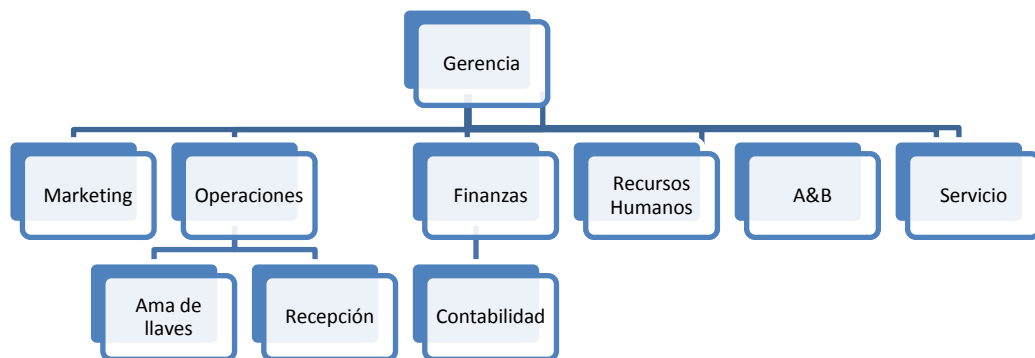 Gerencia
Marketing
Operaciones
Finanzas
Recursos
Humanos
A&B
Servicio
Ama de
llaves
Recepción
Contabilidad